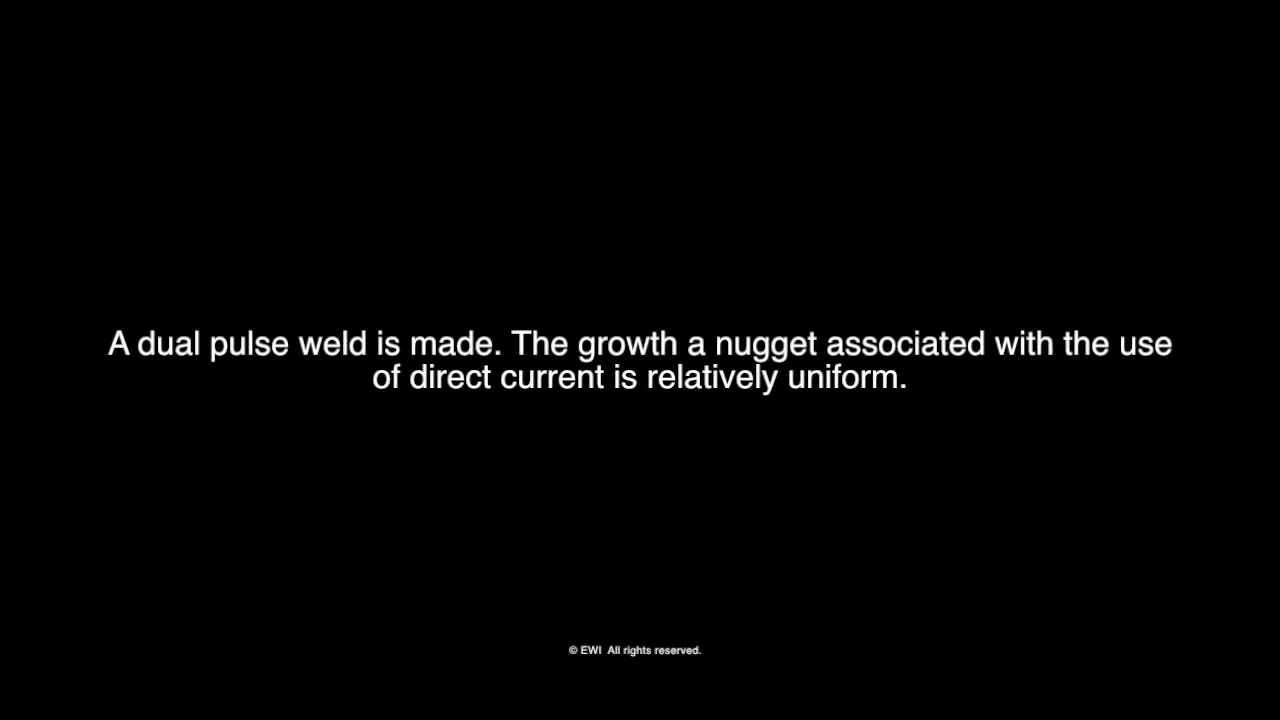 A dual pulse weld is made. The growth a nugget associated with the use
of direct current is relatively uniform.
© EWI All rights reserved.